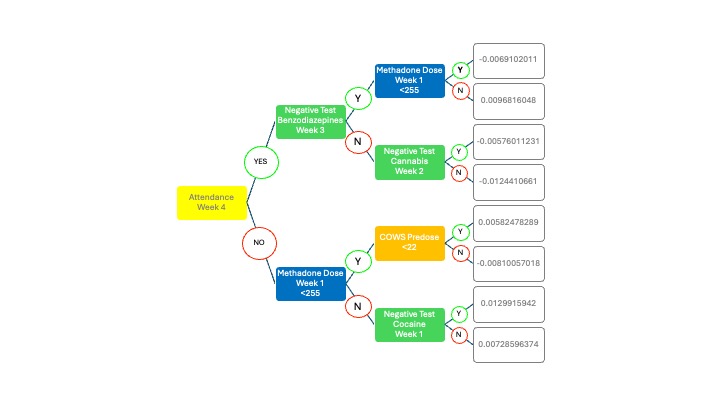 Attendance
Week 4
YES
NO
Negative Test
Benzodiazepines
Week 3
Methadone Dose
Week 1
<255
Y
N
Y
N
Methadone Dose
Week 1
<255
Negative Test
Cannabis
Week 2
COWS Predose
<22
Negative Test
Cocaine
Week 1
Y
N
Y
N
Y
N
Y
N
-0.0069102011
0.0096816048
-0.00576011231
-0.0124410661
0.00582478289
-0.00810057018
0.0129915942
0.00728596374